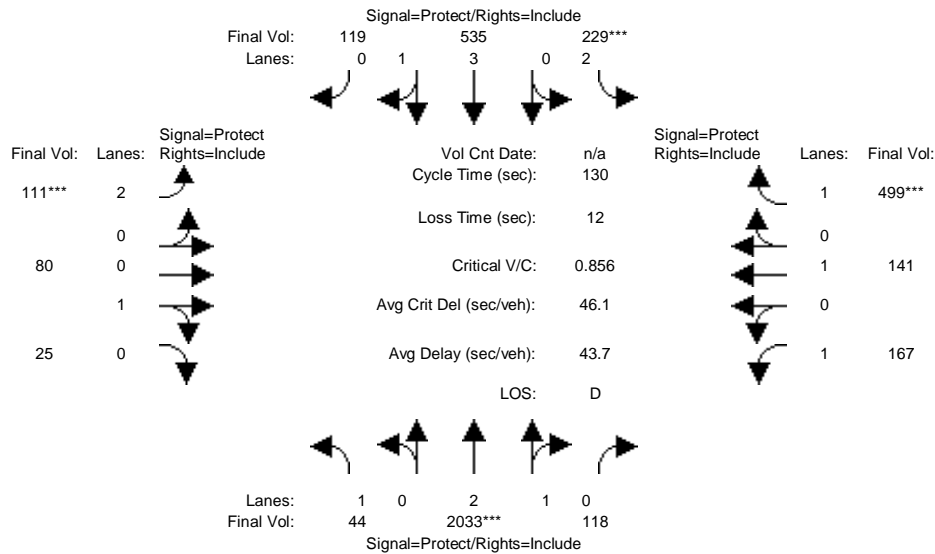 Signal=Protect/Rights=Include
Final Vol: 119 535 229***
Lanes: 0 1 3 0 2
Signal=Protect Signal=Protect
Final Vol: Lanes: Rights=Include Vol Cnt Date: n/a Rights=Include Lanes: Final Vol:
Cycle Time (sec): 130
111*** 2 1 499***
Loss Time (sec): 12
0 0
80 0 Critical V/C: 0.856 1 141
1 Avg Crit Del (sec/veh): 46.1 0
25 0 Avg Delay (sec/veh): 43.7 1 167
LOS: D
Lanes: 1 0 2 1 0
Final Vol: 44 2033*** 118
Signal=Protect/Rights=Include